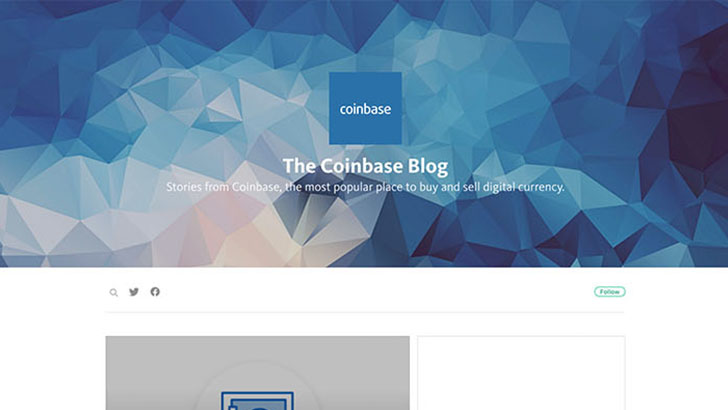 coinbase
The Coinbase Blog
Stories from Coinbase, the most popular place to buy and sell digital currency.
Follow